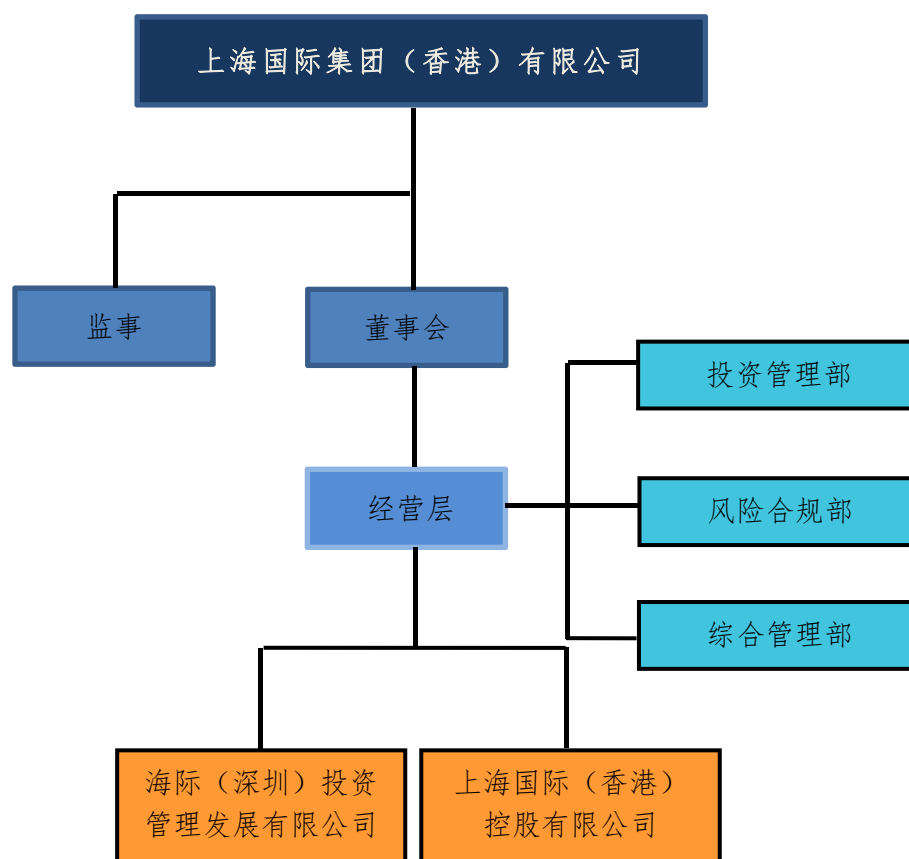 上海国际集团（香港）有限公司
监事
董事会
投资管理部
经营层
风险合规部
综合管理部
海际（深圳）投资
管理发展有限公司
上海国际（香港）
控股有限公司